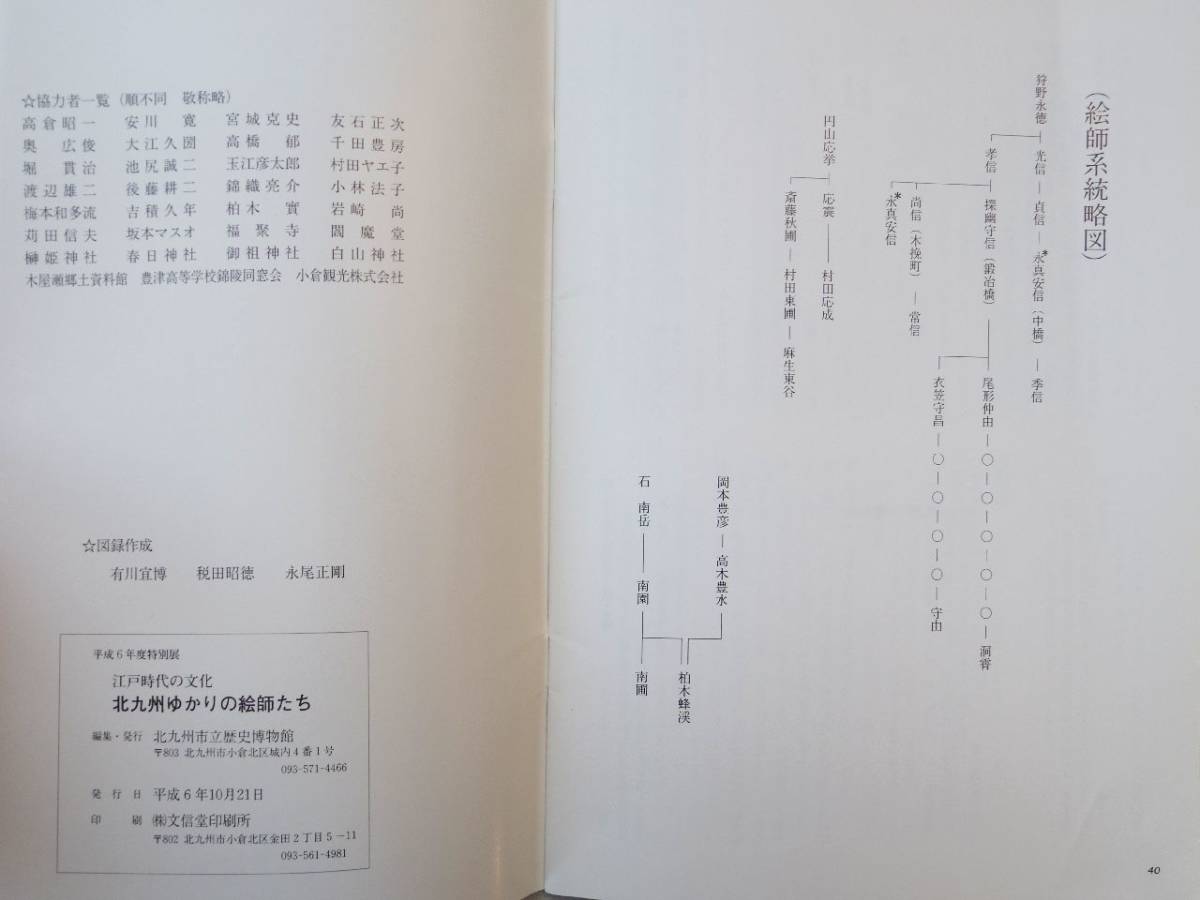 ☆協力者一覧（順不同　敬称略）
高倉昭一　安川　寛　宮城克史　友石正次
奥　広俊　大江久圀　高橋　郁　千田豊房
堀　貫治　池尻誠二　玉江彦太郎　村田ヤエ子
渡辺雄二　後藤耕二　錦織亮介　小林法子
梅本和多流　吉積久年　柏木　實　岩崎　尚
苅田信夫　坂本マスオ　福聚寺　閻魔堂
榊姫神社　春日神社　御祖神社　白山神社
木屋瀬郷土資料館　豊津高等学校錦陵同窓会　小倉観光株式会社
☆図録作成
有川宜博　税田昭徳　永尾正剛
平成6年度特別展
江戸時代の文化
北九州ゆかりの絵師たち
編集・発行　北九州市立歴史博物館
〒803 北九州市小倉北区城内4番1号
093-571-4466
発行日　平成6年10月21日
印刷　㈱文信堂印刷所
〒802 北九州市小倉北区金田2丁目5-11
093-561-4981
（絵師系統略図）
狩野永徳
光信―貞信―*永真安信（中橋）―季信
孝信―探幽守信（鍛冶橋）
尾形仲由―〇―〇―〇―〇―〇―洞睿
衣笠守昌―〇―〇―〇―〇―守由
尚信（木挽町）―常信
*永真安信
円山応挙
応震―村田応成
斎藤秋圃―村田東圃―麻生東谷
岡本豊彦―高木豊水
柏木蜂渓
石　南岳―南園
南圃
40